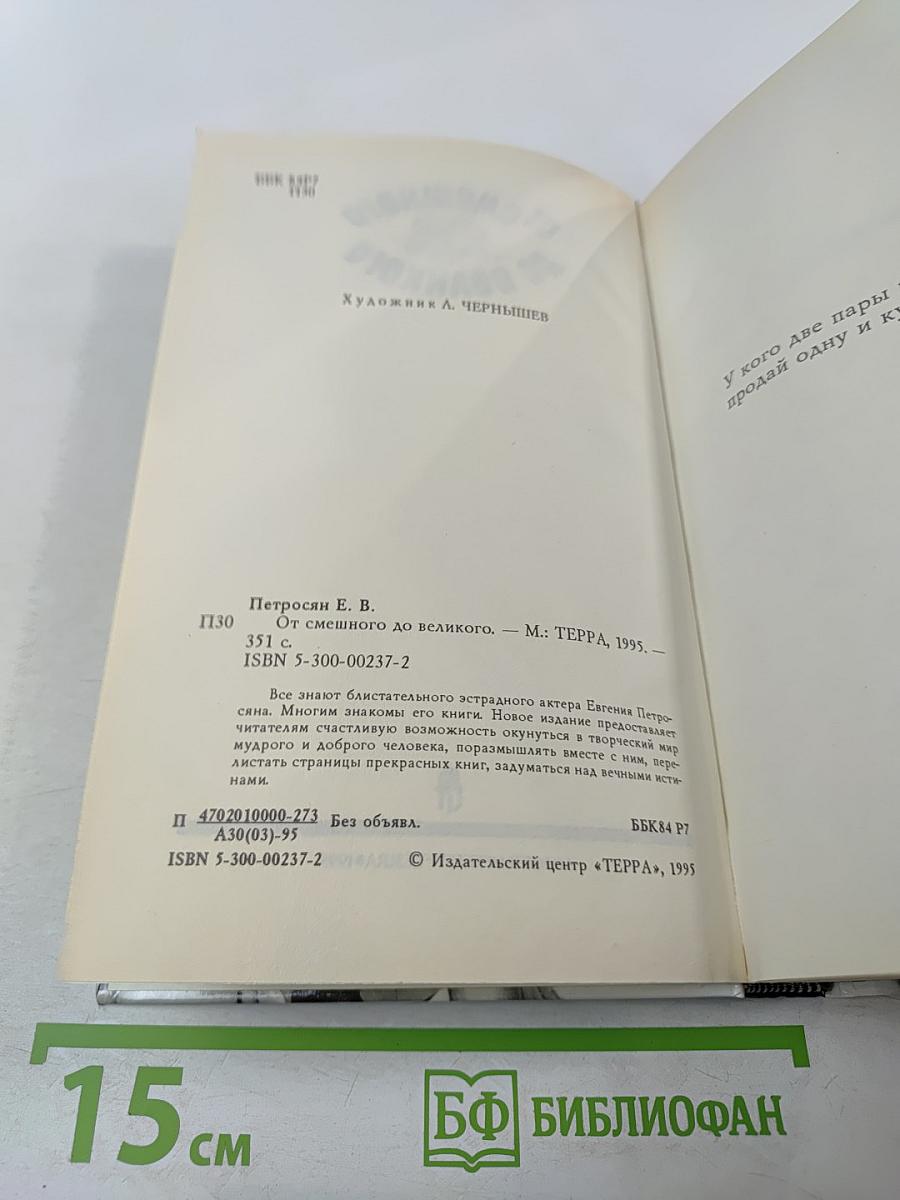 ББК 84Р7
П30
Художник Л. ЧЕРНЫШЕВ
Петросян Е. В.
П30 От смешного до великого. — М.: ТЕРРА, 1995. —
351 с.
ISBN 5-300-00237-2
Все знают блистательного эстрадного актера Евгения Петро-
сяна. Многим знакомы его книги. Новое издание предоставляет
читателям счастливую возможность окунуться в творческий мир
мудрого и доброго человека, поразмышлять вместе с ним, пере-
листать страницы прекрасных книг, задуматься над вечными исти-
нами.
П 4702010000-273 Без объявл.
А30(03)-95
ББК84 Р7
ISBN 5-300-00237-2
© Издательский центр «ТЕРРА», 1995
У кого две пары
продай одну и
15 см
БФ БИБЛИОФАН